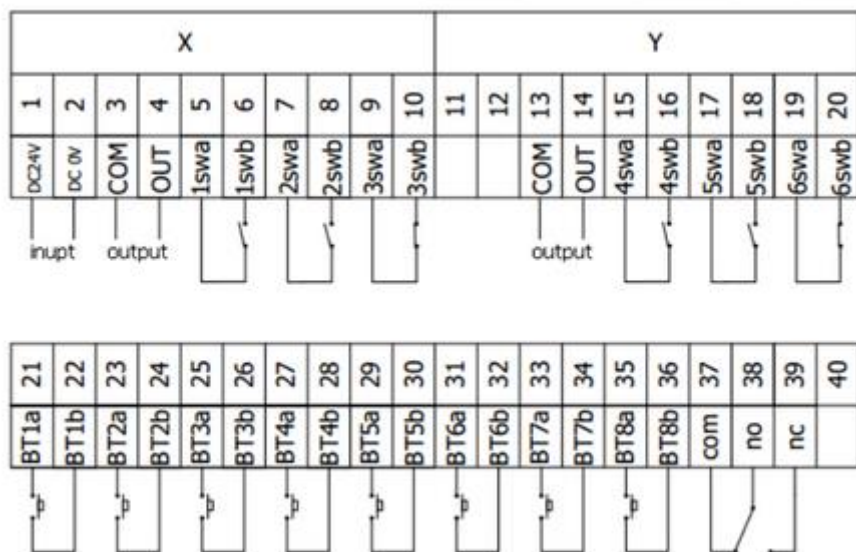 X Y
1 2 3 4 5 6 7 8 9 10 11 12 13 14 15 16 17 18 19 20
DC24V DC 0V COM OUT 1swa 1swb 2swa 2swb 3swa 3swb COM OUT 4swa 4swb 5swa 5swb 6swa 6swb
inupt output output
21 22 23 24 25 26 27 28 29 30 31 32 33 34 35 36 37 38 39 40
BT1a BT1b BT2a BT2b BT3a BT3b BT4a BT4b BT5a BT5b BT6a BT6b BT7a BT7b BT8a BT8b com no nc